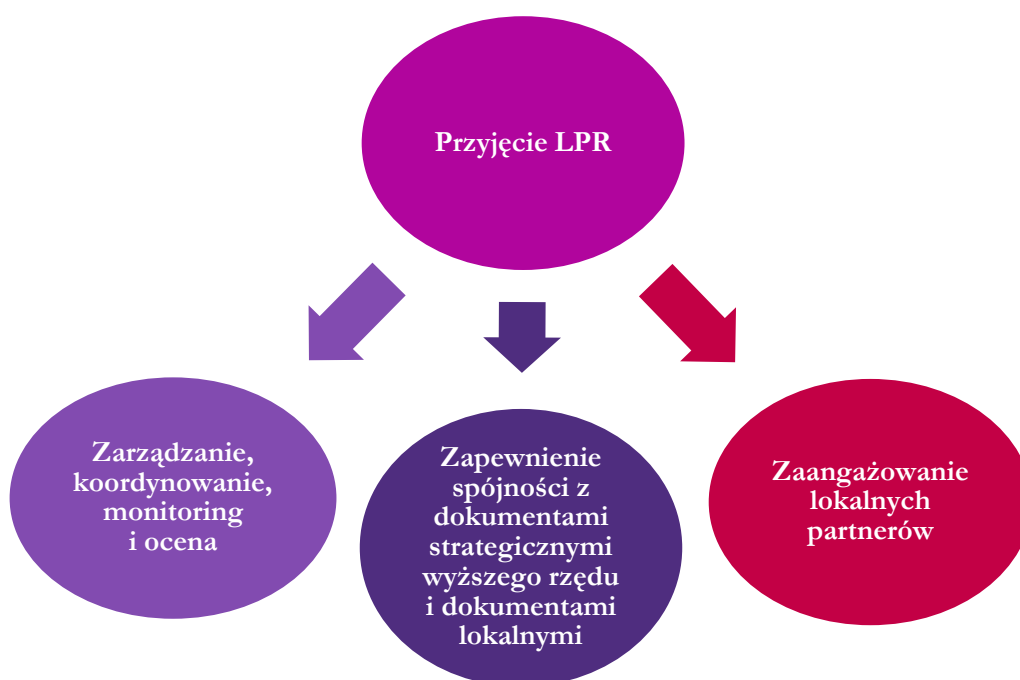 Przyjęcie LPR
Zarządzanie,
koordynowanie,
monitoring
i ocena
Zapewnienie
spójności z
dokumentami
strategicznymi
wyższego rzędu
i dokumentami
lokalnymi
Zaangażowanie
lokalnych
partnerów